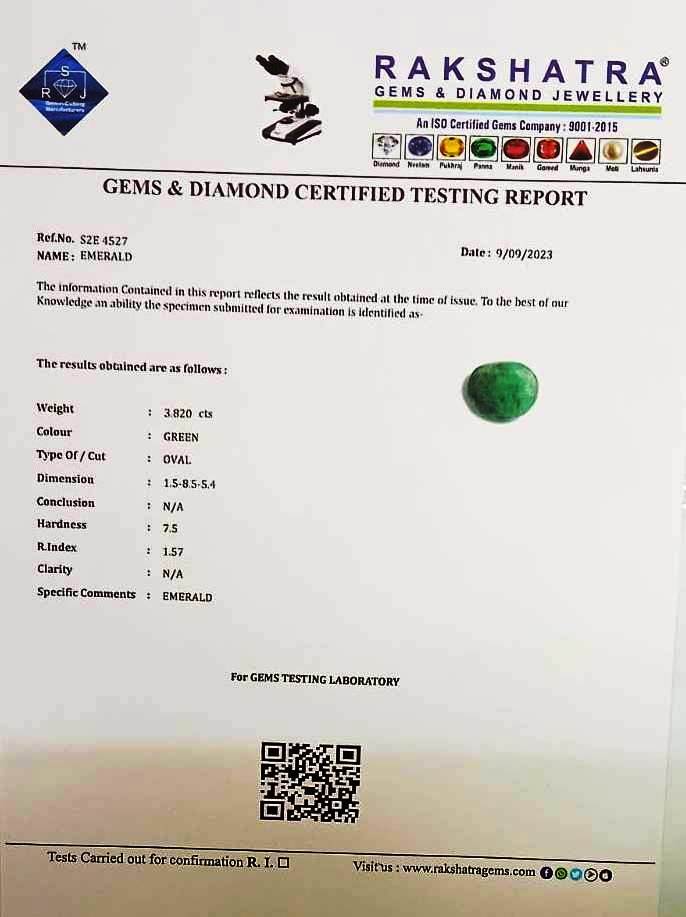 TM
S
R J
RAKSHATRA®
GEMS & DIAMOND JEWELLERY
An ISO Certified Gems Company : 9001-2015
Diamond Neelam Pukhraj Panna Manik Gomed Munga Moti Lahsunia
GEMS & DIAMOND CERTIFIED TESTING REPORT
Ref.No. S2E 4527
NAME : EMERALD
Date : 9/09/2023
The information Contained in this report reflects the result obtained at the time of issue. To the best of our
Knowledge an ability the specimen submitted for examination is identified as-
The results obtained are as follows :
Weight : 3.820 cts
Colour : GREEN
Type Of / Cut : OVAL
Dimension : 1.5-8.5-5.4
Conclusion : N/A
Hardness : 7.5
R.Index : 1.57
Clarity : N/A
Specific Comments : EMERALD
For GEMS TESTING LABORATORY
Tests Carried out for confirmation R. I. ☐
Visit us : www.rakshatragems.com